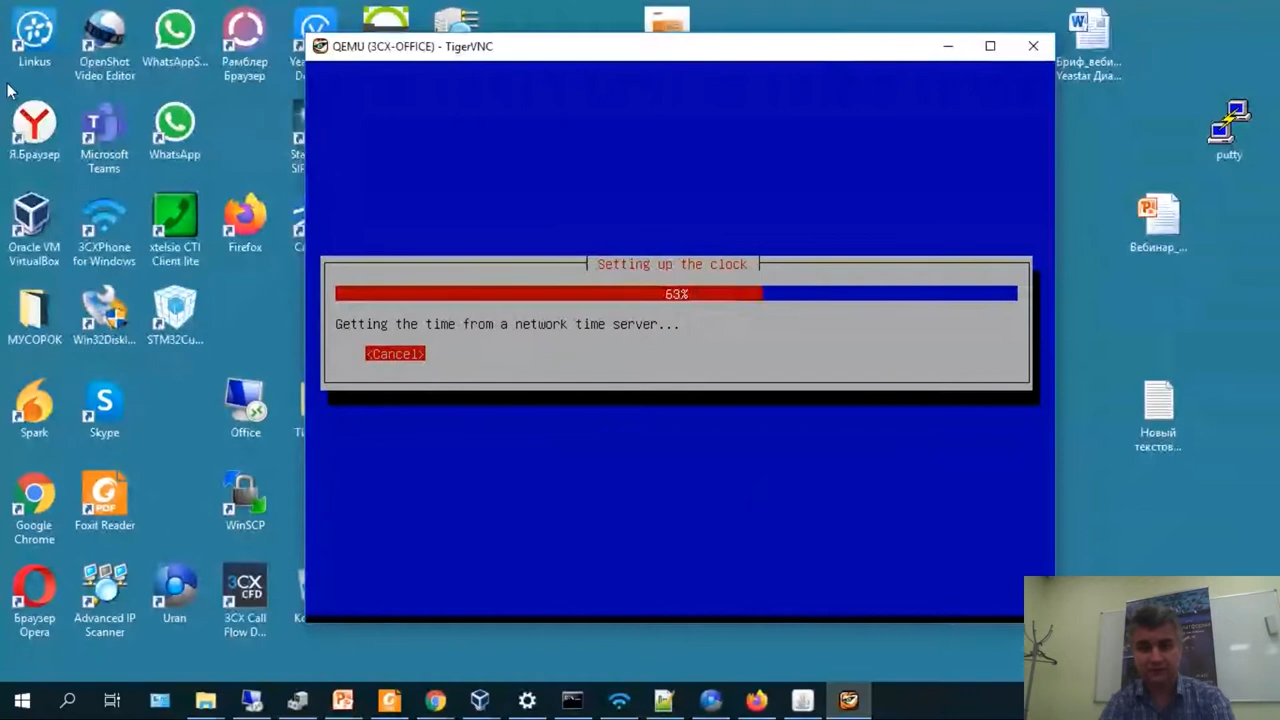 Linkus
OpenShot
Video Editor
WhatsAppS...
Рамблер
Браузер
QEMU (3CX-OFFICE) - TigerVNC
Бриф_веби...
Yeastar Диа...
Я.Браузер
Microsoft
Teams
WhatsApp
putty
Oracle VM
VirtualBox
3CXPhone
for Windows
xtelsio CTI
Client lite
Firefox
Вебинар_...
Setting up the clock
63%
Getting the time from a network time server...
<Cancel>
МУСОРОК
Win32Diskl...
STM32Cu...
Spark
Skype
Office
Новый
текстов...
Google
Chrome
Foxit Reader
WinSCP
Браузер
Opera
Advanced IP
Scanner
Uran
3CX
CFD
3CX Call
Flow D...